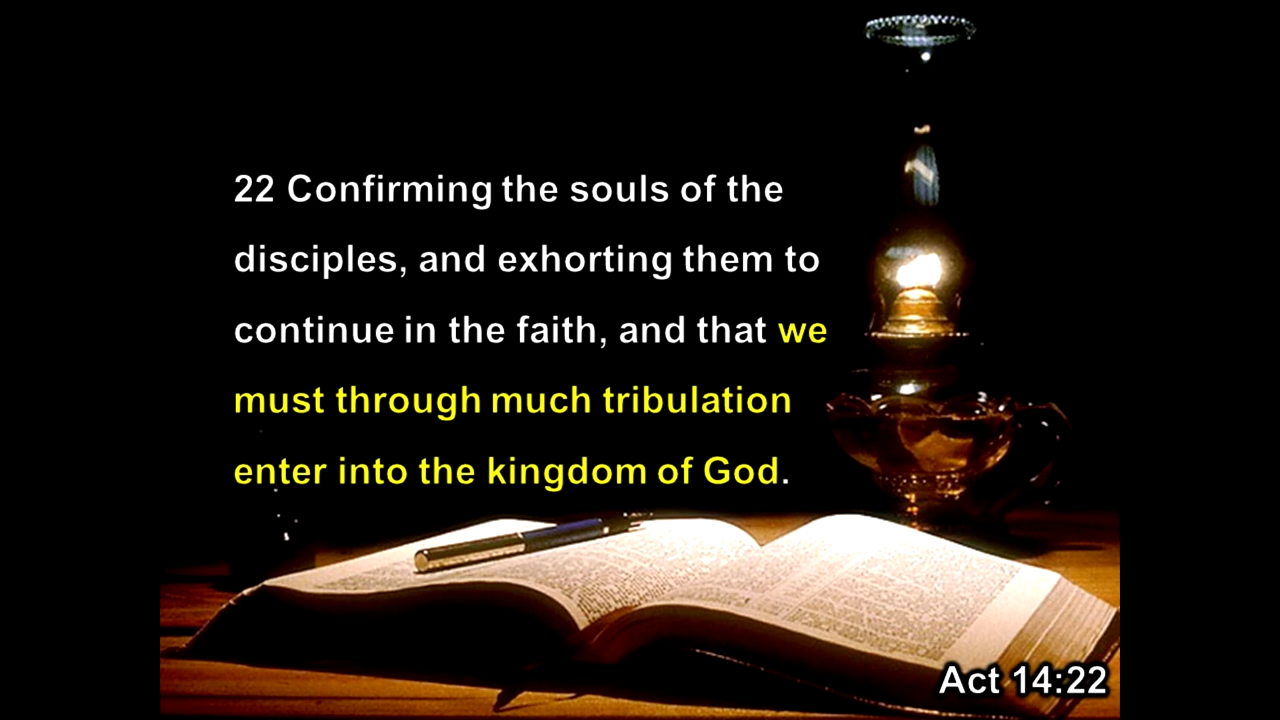 22 Confirming the souls of the
disciples, and exhorting them to
continue in the faith, and that we
must through much tribulation
enter into the kingdom of God.
Act 14:22